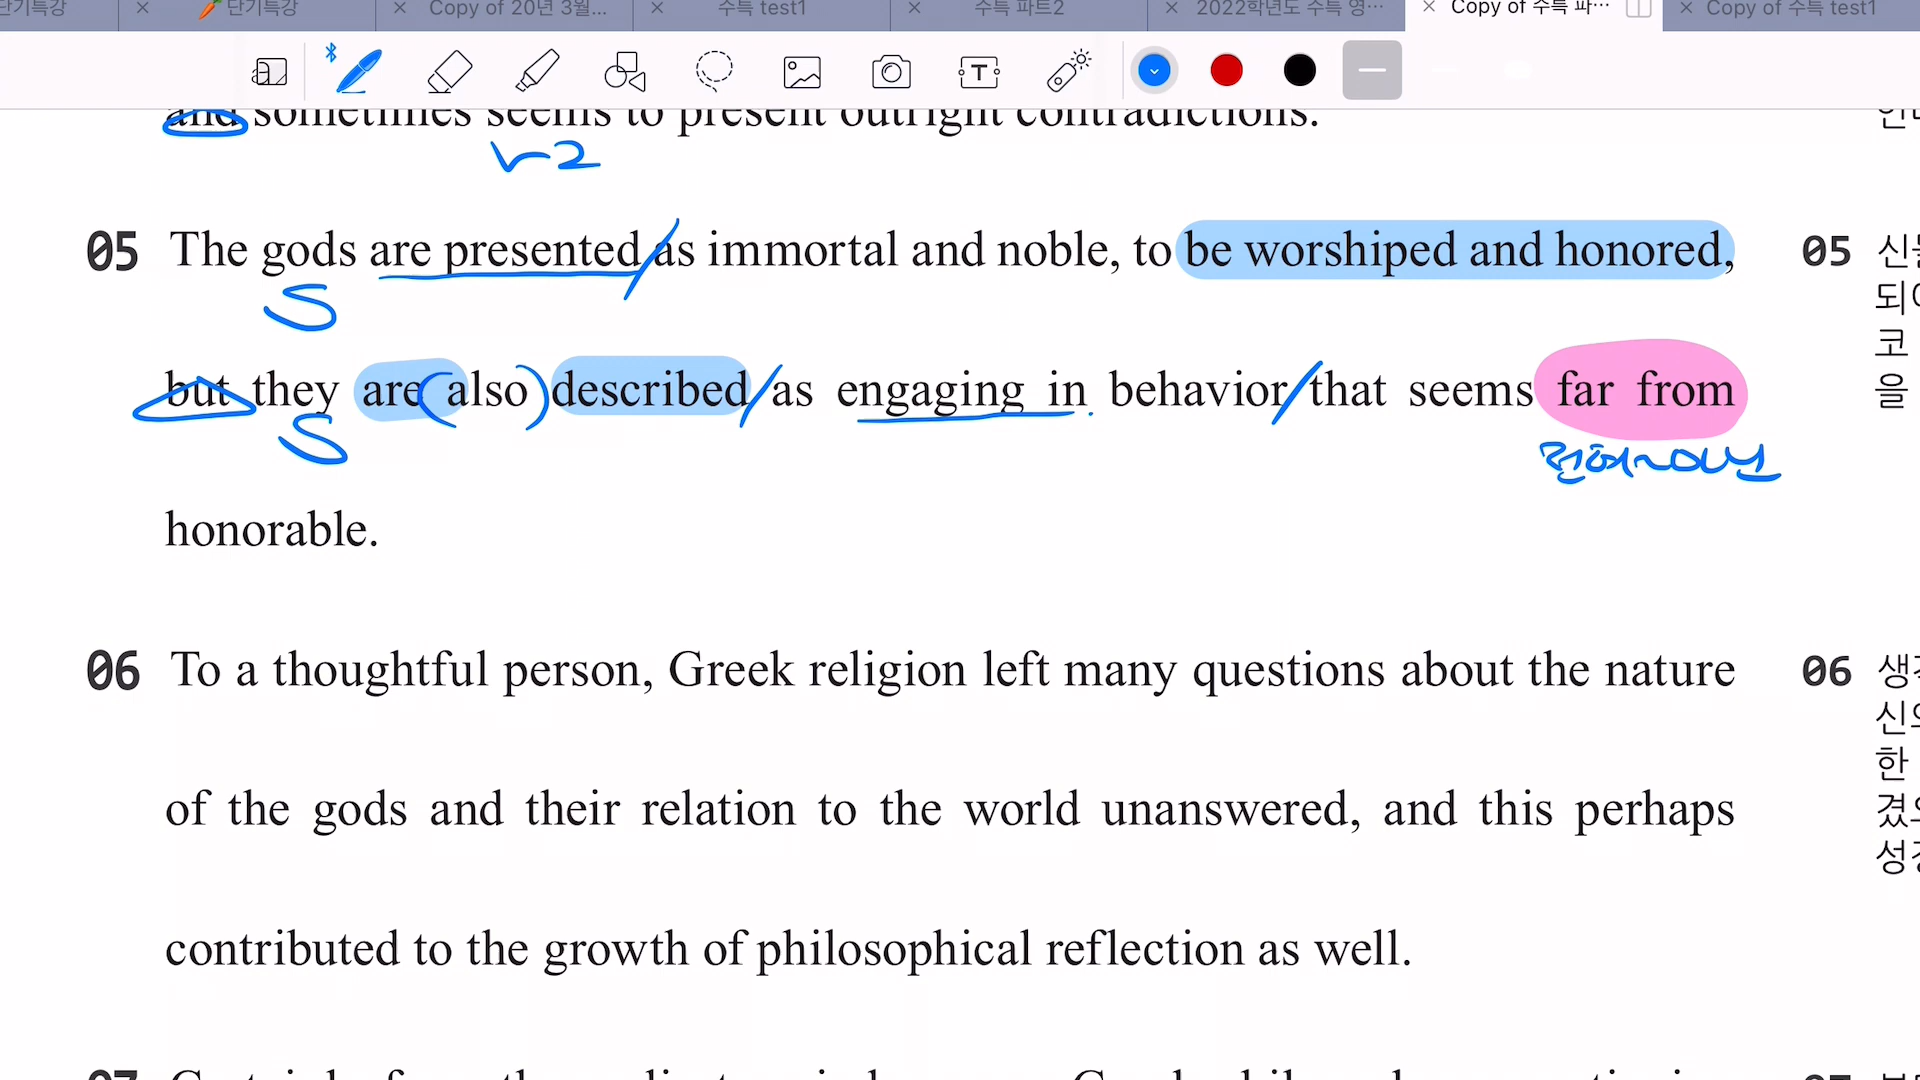 단기특강 × 단기특강 × Copy of 20년 3월... × 수특 test1 × 수특 파트2 × 2022학년도 수특 영... × Copy of 수특 파... × Copy of 수특 test1
and sometimes seems to present outright contradictions.
v2
05 The gods are presented as immortal and noble, to be worshiped and honored, 05
S
but they are (also) described as engaging in behavior that seems far from 코
S
을
honorable.
06 To a thoughtful person, Greek religion left many questions about the nature 06
of the gods and their relation to the world unanswered, and this perhaps
한
contributed to the growth of philosophical reflection as well.